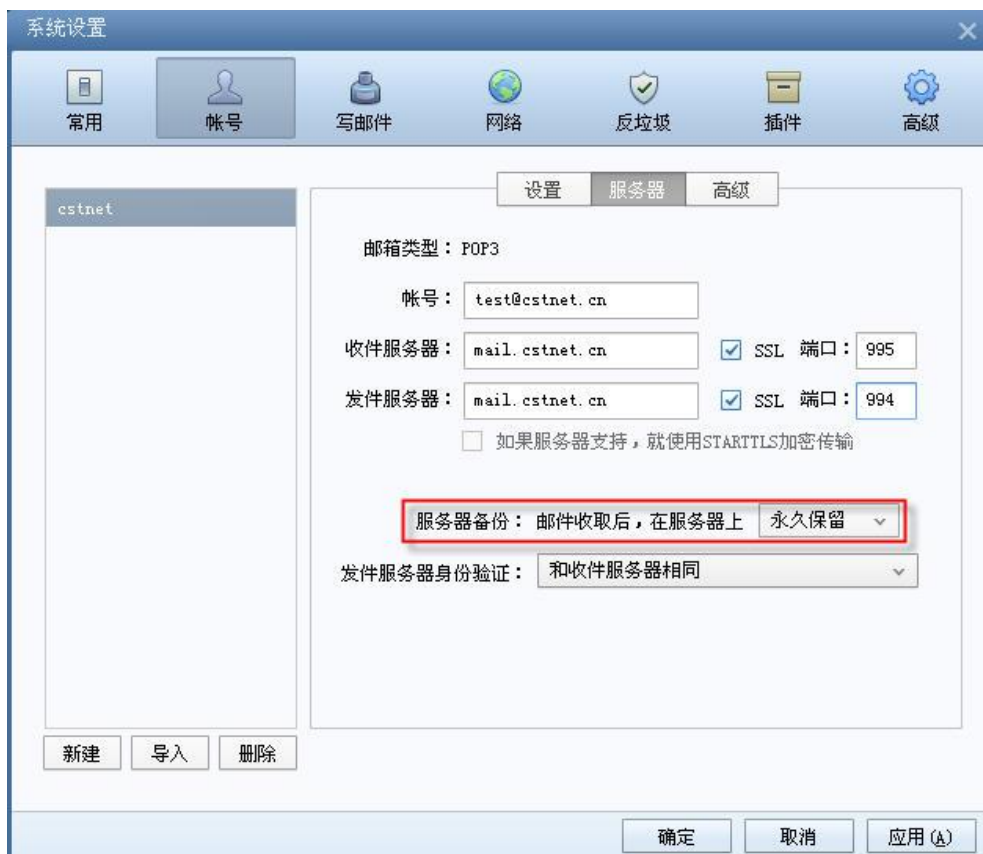 系统设置
常用 帐号 写邮件 网络 反垃圾 插件 高级
设置 服务器 高级
cstnet
邮箱类型：POP3
帐号：test@cstnet.cn
收件服务器：mail.cstnet.cn SSL 端口：995
发件服务器：mail.cstnet.cn SSL 端口：994
如果服务器支持，就使用STARTTLS加密传输
服务器备份：邮件收取后，在服务器上 永久保留
发件服务器身份验证：和收件服务器相同
新建 导入 删除
确定 取消 应用(A)